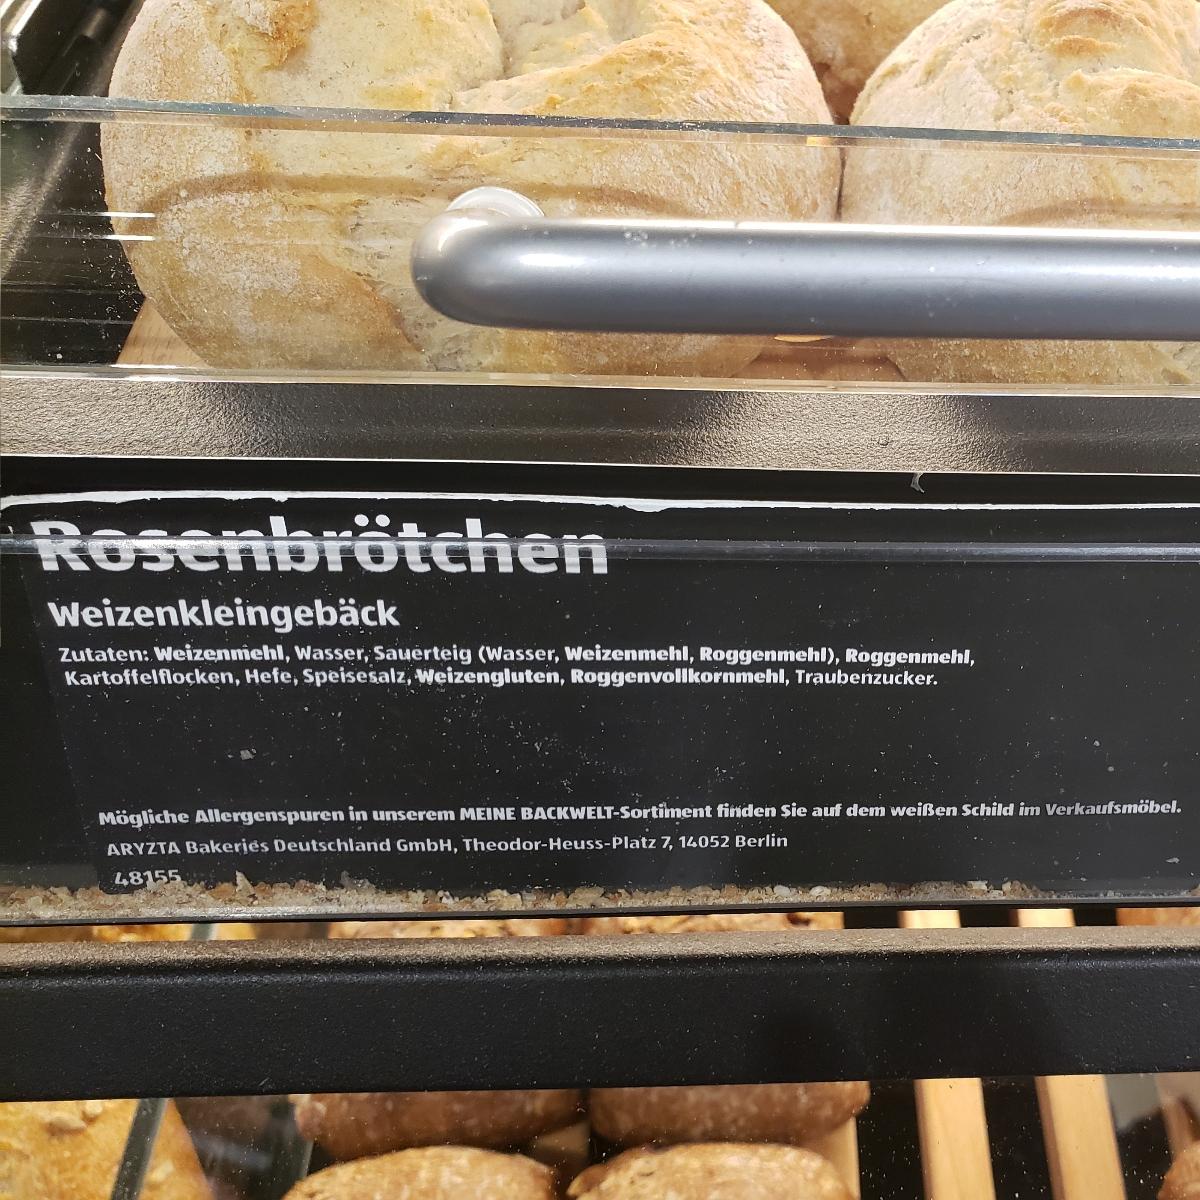 Rosenbrötchen
Weizenkleingebäck
Zutaten: Weizenmehl, Wasser, Sauerteig (Wasser, Weizenmehl, Roggenmehl), Roggenmehl,
Kartoffelflocken, Hefe, Speisesalz, Weizengluten, Roggenvollkornmehl, Traubenzucker.
Mögliche Allergenspuren in unserem MEINE BACKWELT-Sortiment finden Sie auf dem weißen Schild im Verkaufsmöbel.
ARYZTA Bakeries Deutschland GmbH, Theodor-Heuss-Platz 7, 14052 Berlin
48155